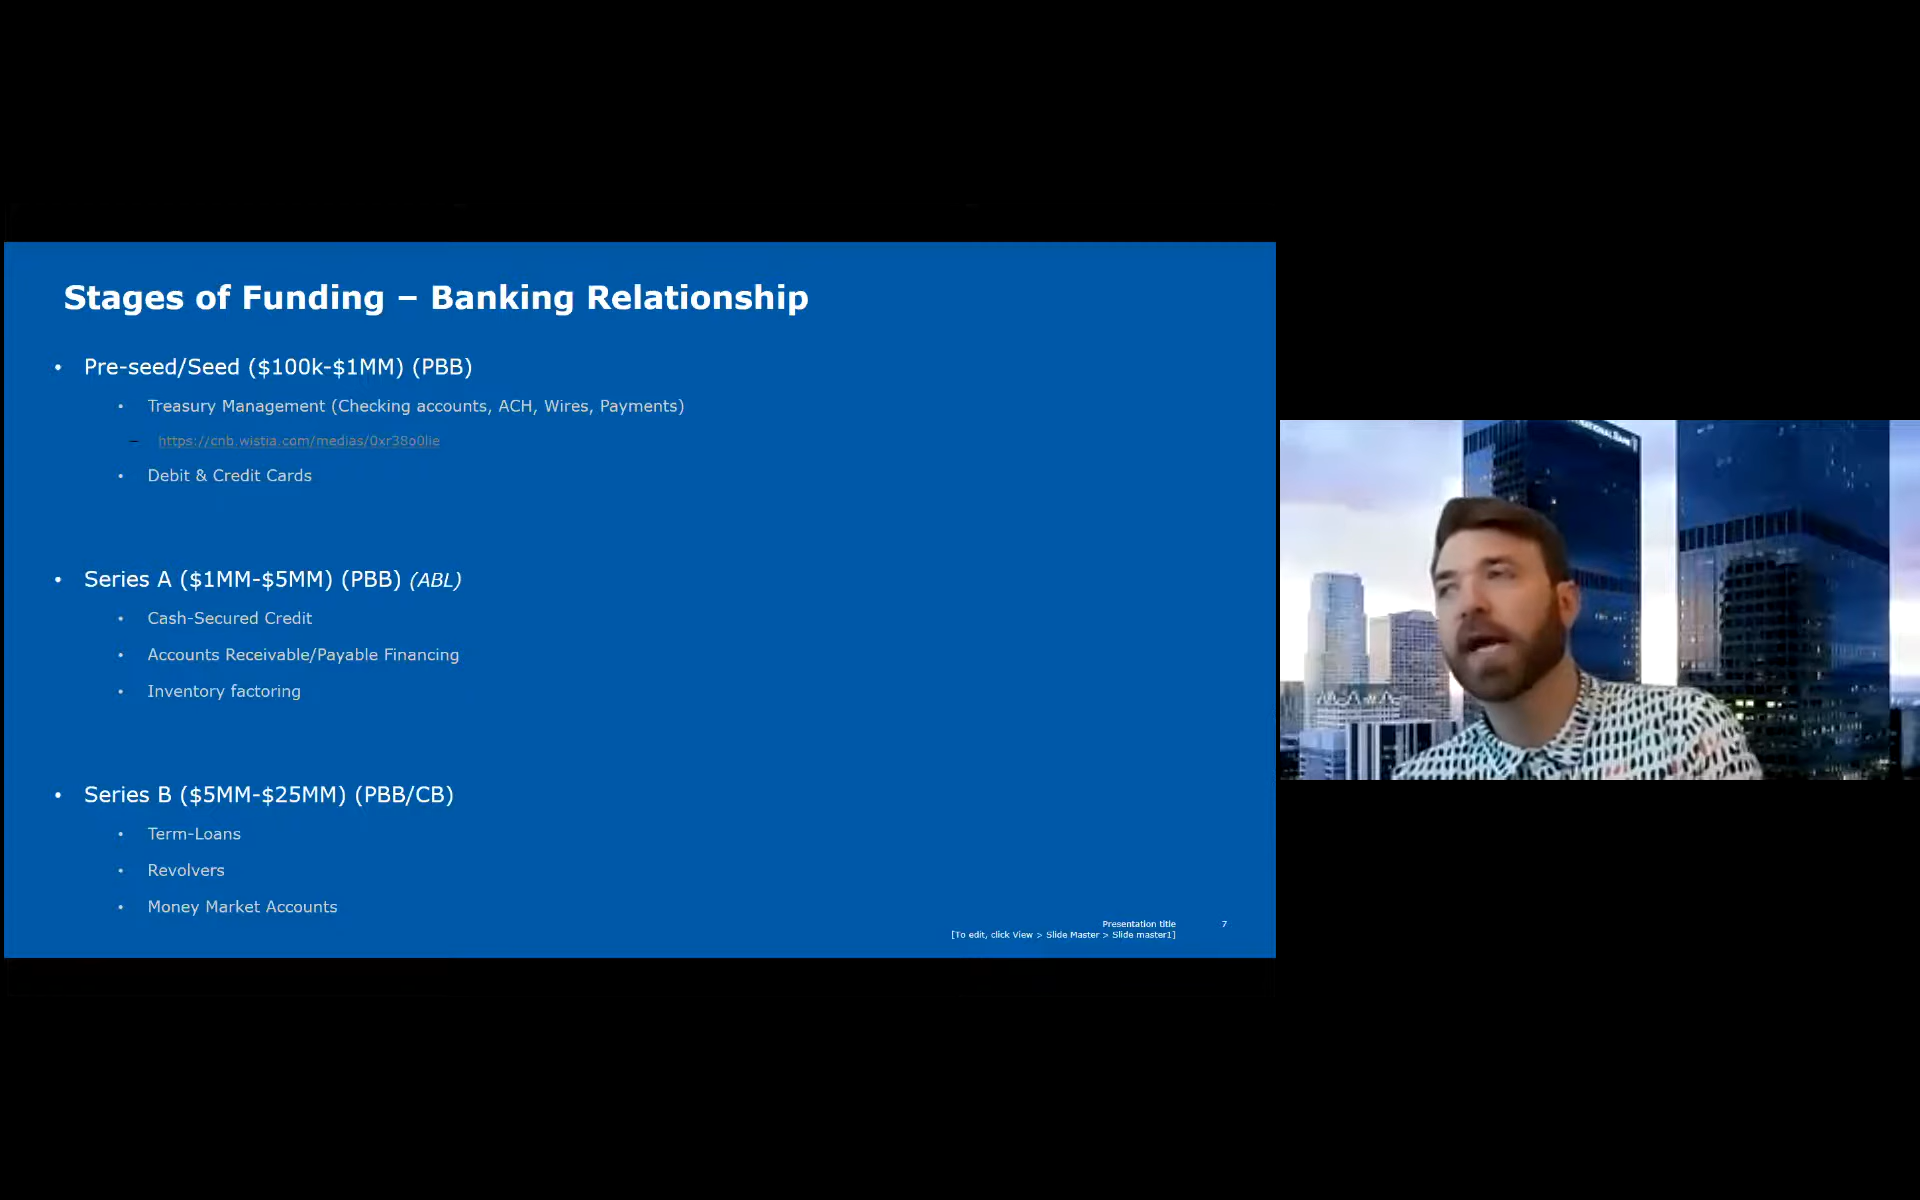 Stages of Funding – Banking Relationship
• Pre-seed/Seed ($100k-$1MM) (PBB)
• Treasury Management (Checking accounts, ACH, Wires, Payments)
– https://cnb.wistia.com/medias/0xr38o0lie
• Debit & Credit Cards
• Series A ($1MM-$5MM) (PBB) (ABL)
• Cash-Secured Credit
• Accounts Receivable/Payable Financing
• Inventory factoring
• Series B ($5MM-$25MM) (PBB/CB)
• Term-Loans
• Revolvers
• Money Market Accounts
Presentation title 7
[To edit, click View > Slide Master > Slide master1]